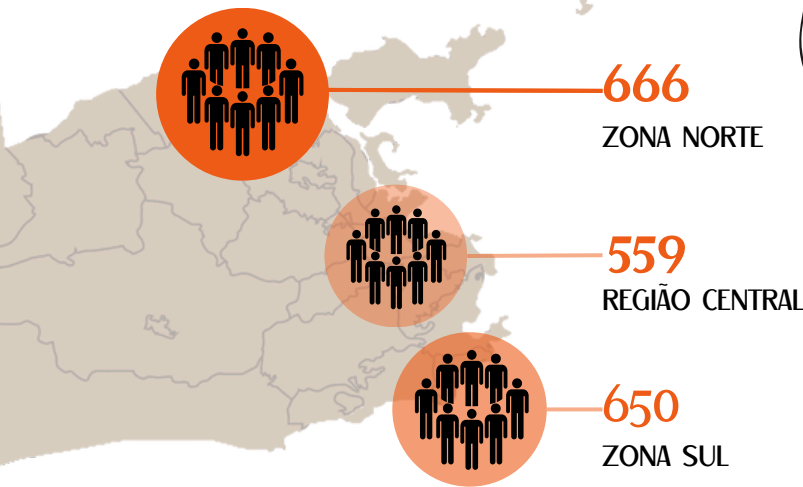 666
ZONA NORTE
559
REGIÃO CENTRAL
650
ZONA SUL